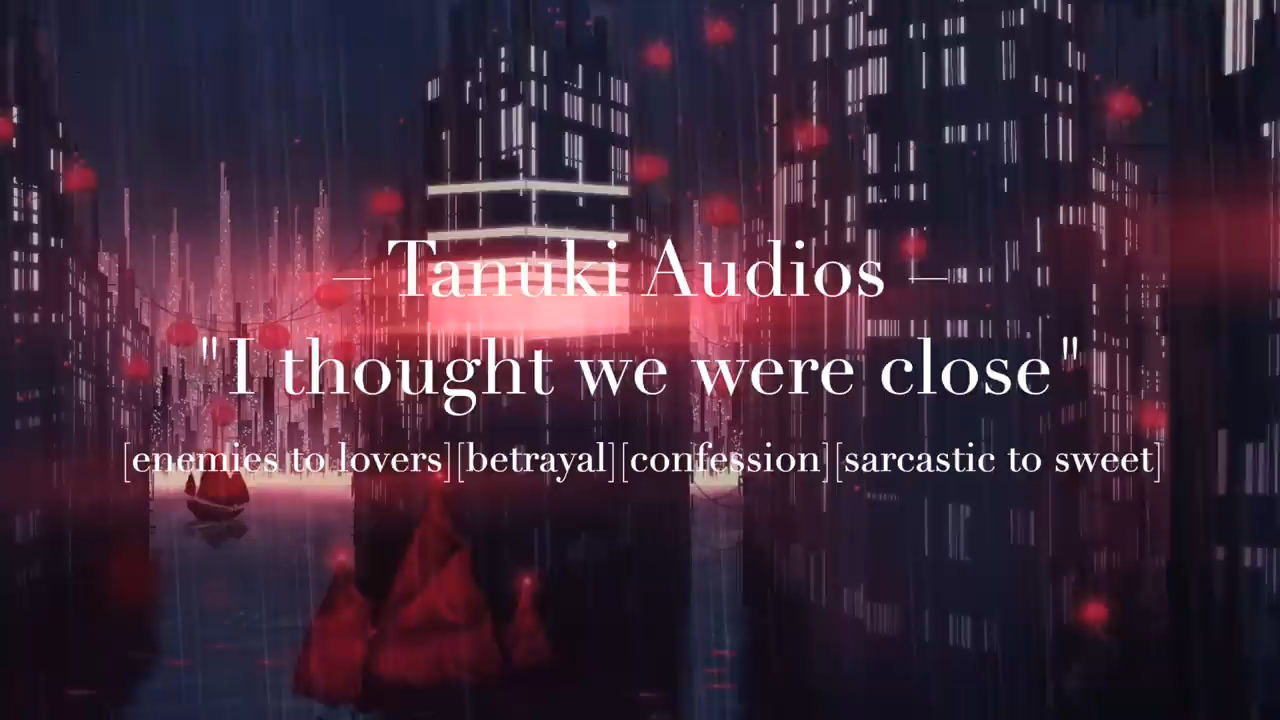 – Tanuki Audios –
"I thought we were close"
[enemies to lovers][betrayal][confession][sarcastic to sweet]